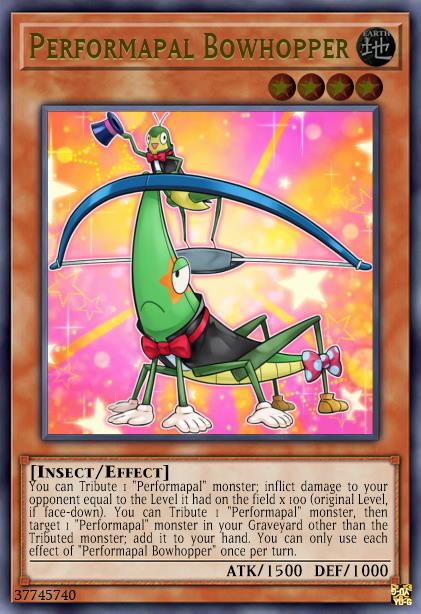 Performapal Bowhopper
EARTH
地
[Insect/Effect]
You can Tribute 1 "Performapal" monster; inflict damage to your
opponent equal to the Level it had on the field x 100 (original Level,
if face-down). You can Tribute 1 "Performapal" monster, then
target 1 "Performapal" monster in your Graveyard other than the
Tributed monster; add it to your hand. You can only use each
effect of "Performapal Bowhopper" once per turn.
ATK/1500 DEF/1000
37745740